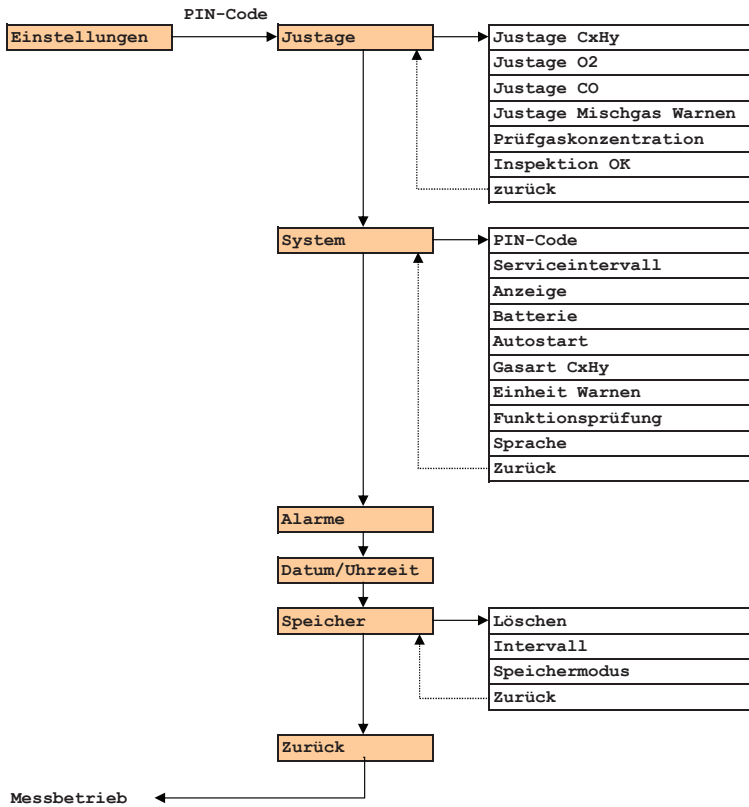 PIN-Code
Einstellungen
Justage
Justage CxHy
Justage O2
Justage CO
Justage Mischgas Warnen
Prüfgaskonzentration
Inspektion OK
zurück
System
PIN-Code
Serviceintervall
Anzeige
Batterie
Autostart
Gasart CxHy
Einheit Warnen
Funktionsprüfung
Sprache
Zurück
Alarme
Datum/Uhrzeit
Speicher
Löschen
Intervall
Speichermodus
Zurück
Zurück
Messbetrieb